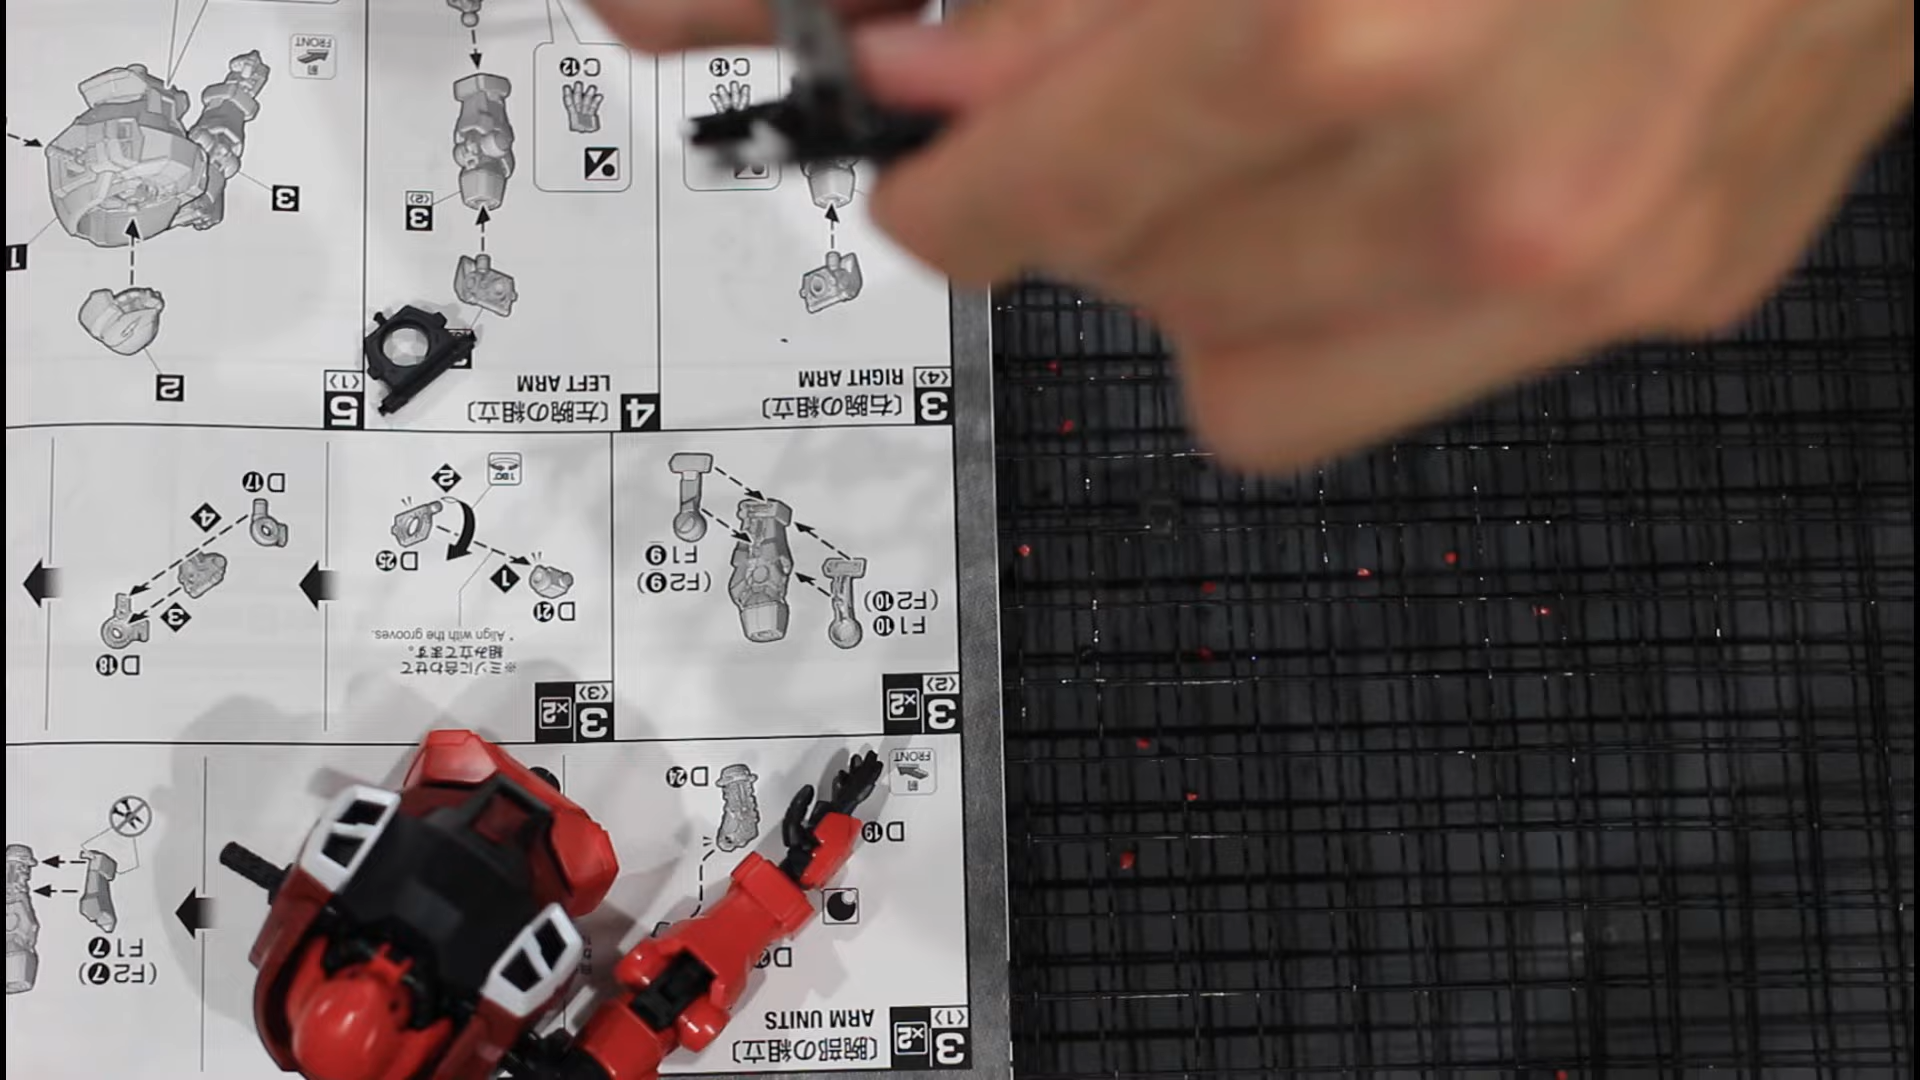 3
〈1〉
×2
〔腕部の組立〕
ARM UNITS
前
FRONT
D19
D24
F1 7
(F2 7)
3
〈2〉
×2
F1 10
(F2 10)
(F2 9)
F1 9
3
〈3〉
×2
※ミゾに合わせて
組み立てます。
* Align with the grooves.
D21
1
D25
2
180°
3
D18
4
D17
3
〈4〉
〔右腕の組立〕
RIGHT ARM
C13
4
〔左腕の組立〕
LEFT ARM
3
〈2〉
C12
5
〈1〉
2
1
3
前
FRONT